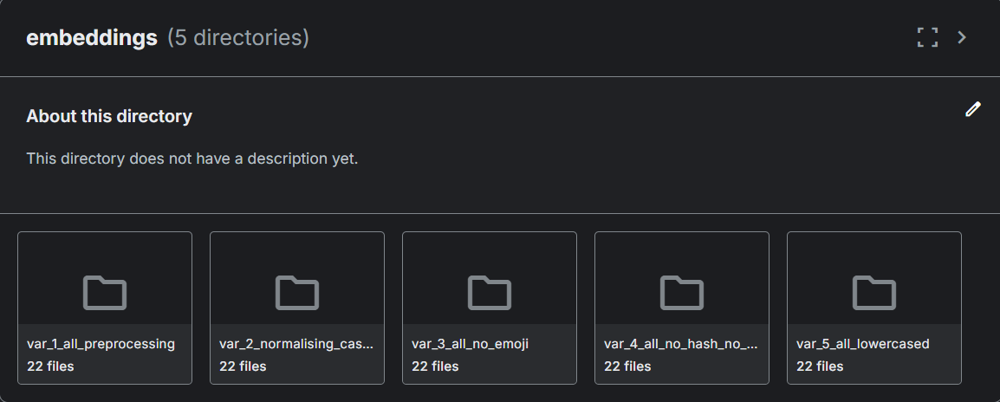 embeddings (5 directories)
About this directory
This directory does not have a description yet.
var_1_all_preprocessing
22 files
var_2_normalising_cas...
22 files
var_3_all_no_emoji
22 files
var_4_all_no_hash_no_...
22 files
var_5_all_lowercased
22 files